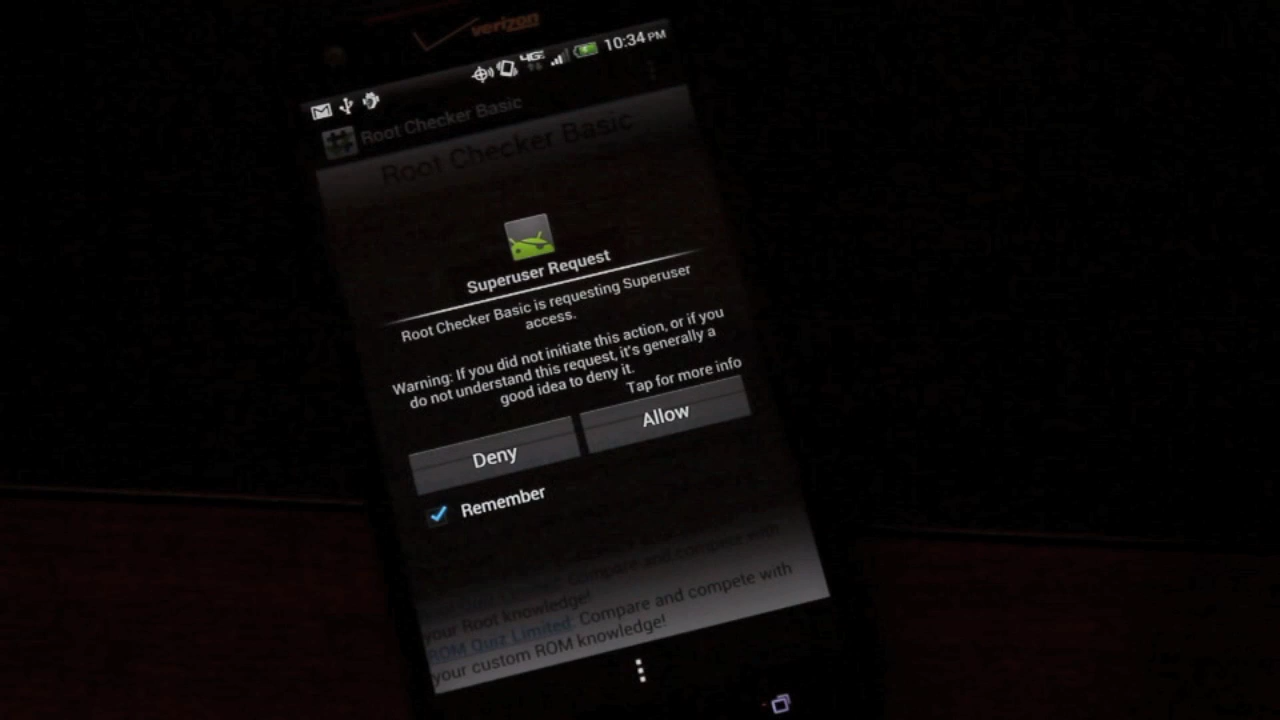 verizon
4G
10:34 PM
Root Checker Basic
Root Checker Basic
Superuser Request
Root Checker Basic is requesting Superuser
access.
Warning: If you did not initiate this action, or if you
do not understand this request, it's generally a
good idea to deny it.
Tap for more info
Deny
Allow
Remember
Compare and compete with
your Root knowledge!
ROM Quiz Limited: Compare and compete with
your custom ROM knowledge!